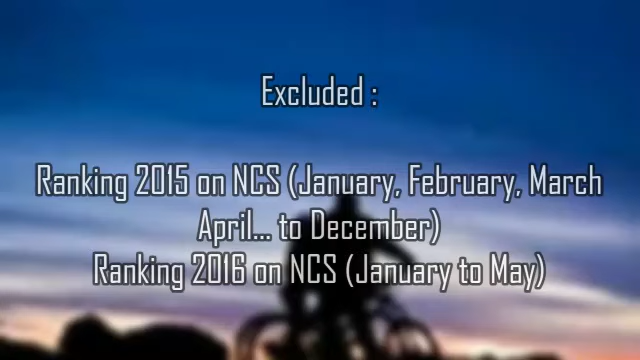 Excluded :
Ranking 2015 on NCS (January, February, March
April... to December)
Ranking 2016 on NCS (January to May)